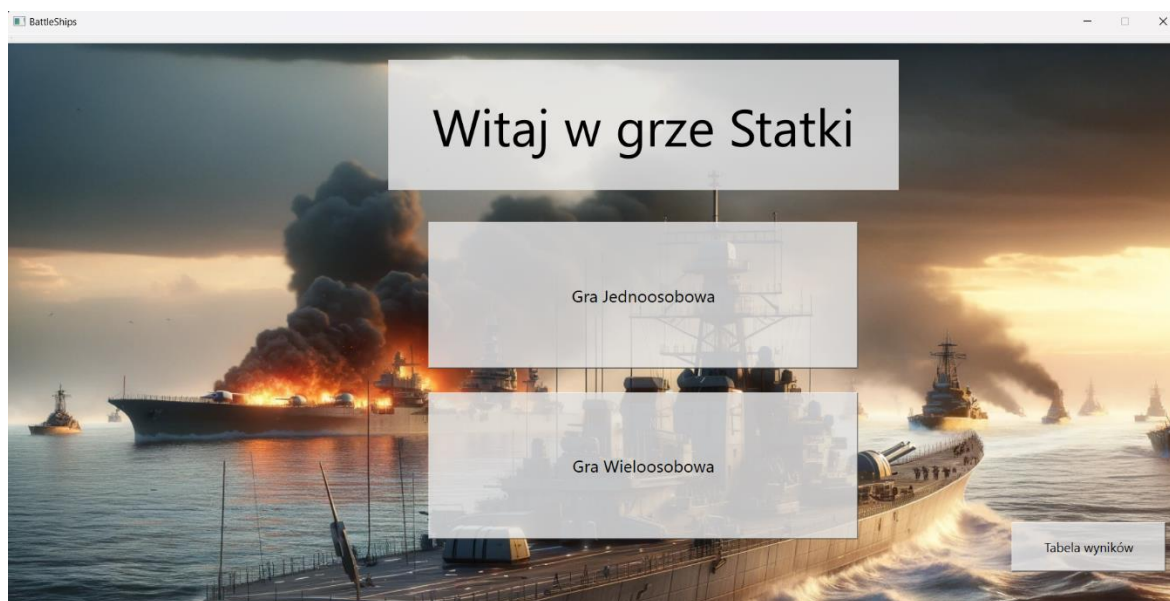 BattleShips
Witaj w grze Statki
Gra Jednoosobowa
Gra Wieloosobowa
Tabela wyników